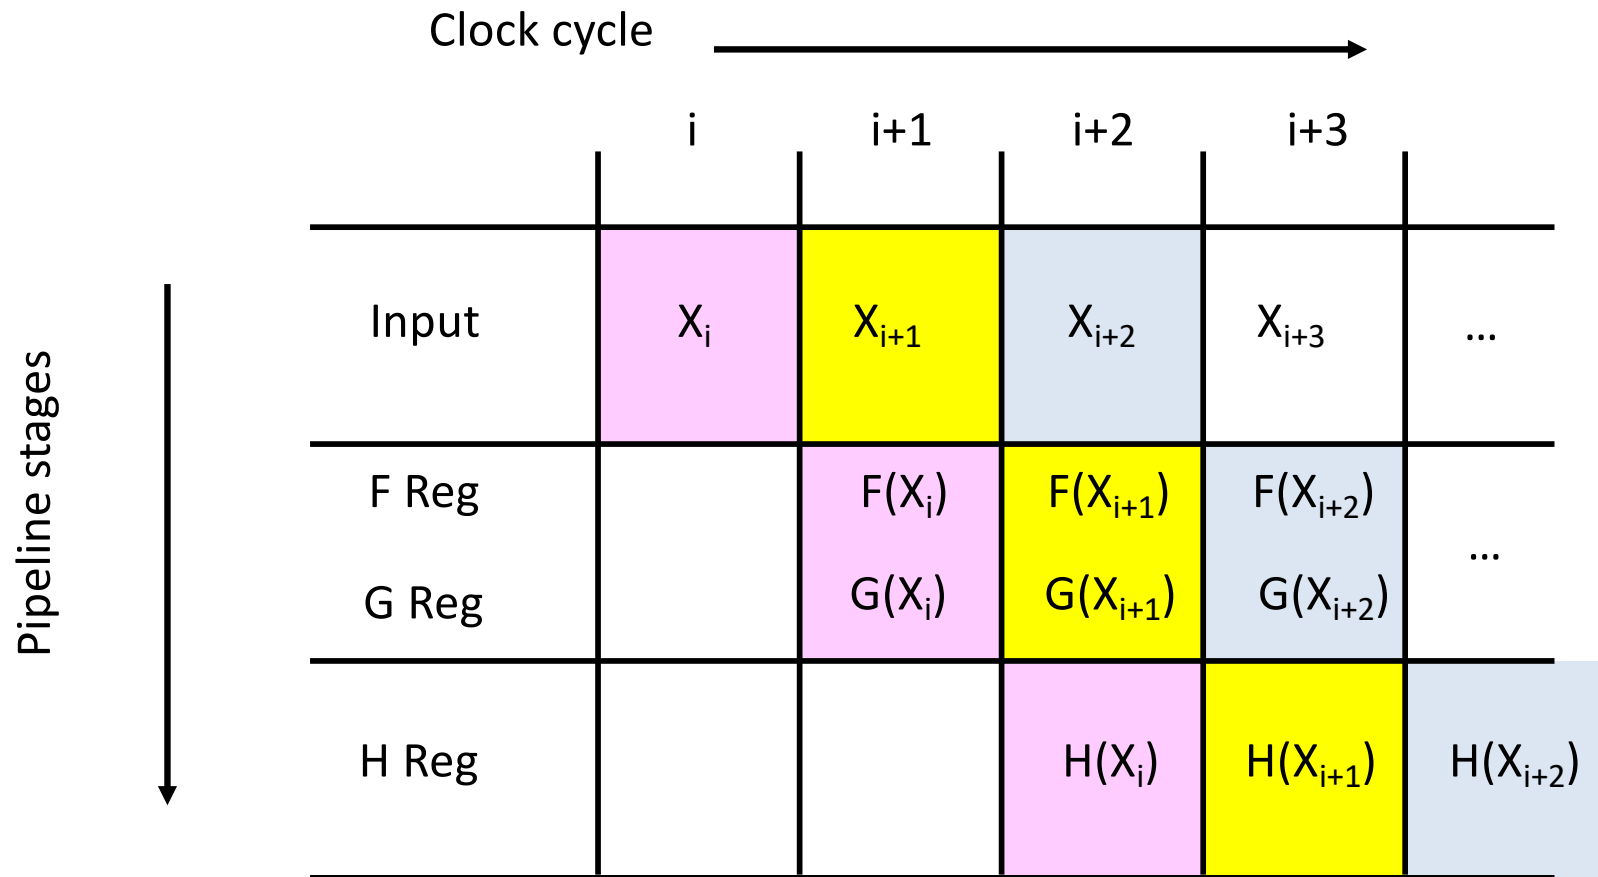 Clock cycle
i i+1 i+2 i+3
Pipeline stages
Input Xᵢ Xᵢ₊₁ Xᵢ₊₂ Xᵢ₊₃ ...
F Reg F(Xᵢ) F(Xᵢ₊₁) F(Xᵢ₊₂)
...
G Reg G(Xᵢ) G(Xᵢ₊₁) G(Xᵢ₊₂)
H Reg H(Xᵢ) H(Xᵢ₊₁) H(Xᵢ₊₂)